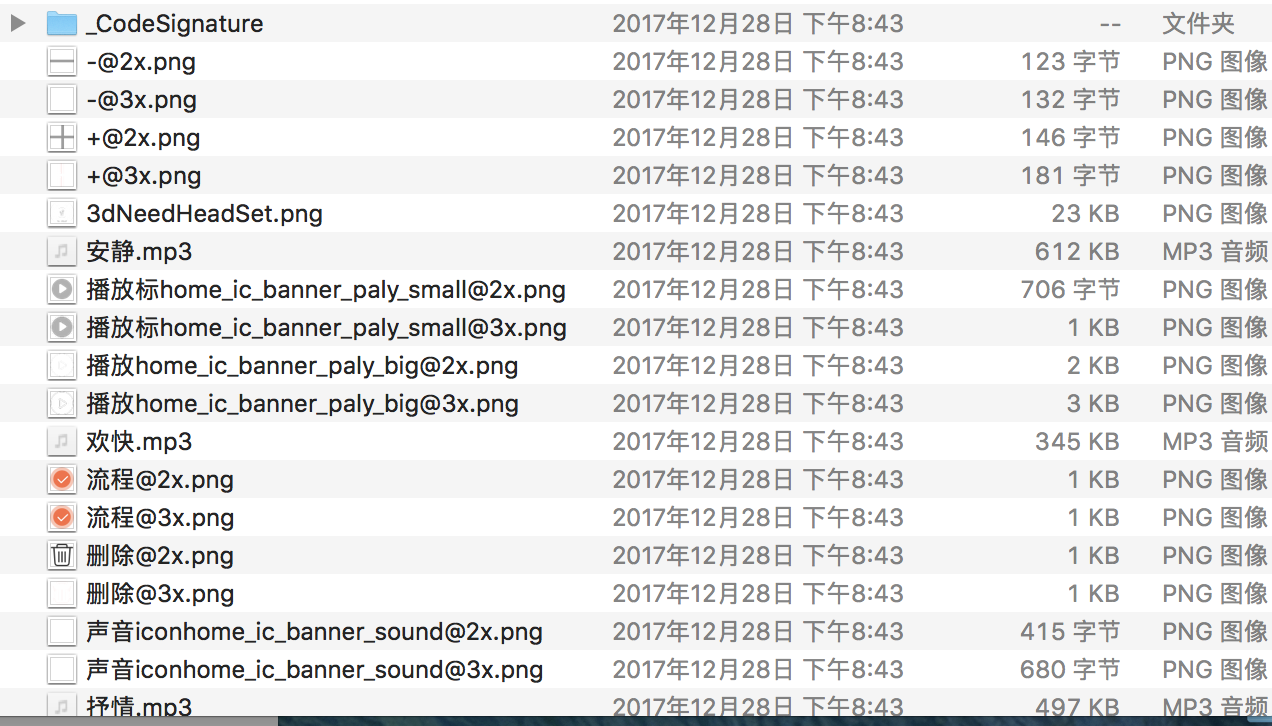 _CodeSignature 2017年12月28日 下午8:43 -- 文件夹
-@2x.png 2017年12月28日 下午8:43 123 字节 PNG 图像
-@3x.png 2017年12月28日 下午8:43 132 字节 PNG 图像
+@2x.png 2017年12月28日 下午8:43 146 字节 PNG 图像
+@3x.png 2017年12月28日 下午8:43 181 字节 PNG 图像
3dNeedHeadSet.png 2017年12月28日 下午8:43 23 KB PNG 图像
安静.mp3 2017年12月28日 下午8:43 612 KB MP3 音频
播放标home_ic_banner_paly_small@2x.png 2017年12月28日 下午8:43 706 字节 PNG 图像
播放标home_ic_banner_paly_small@3x.png 2017年12月28日 下午8:43 1 KB PNG 图像
播放home_ic_banner_paly_big@2x.png 2017年12月28日 下午8:43 2 KB PNG 图像
播放home_ic_banner_paly_big@3x.png 2017年12月28日 下午8:43 3 KB PNG 图像
欢快.mp3 2017年12月28日 下午8:43 345 KB MP3 音频
流程@2x.png 2017年12月28日 下午8:43 1 KB PNG 图像
流程@3x.png 2017年12月28日 下午8:43 1 KB PNG 图像
删除@2x.png 2017年12月28日 下午8:43 1 KB PNG 图像
删除@3x.png 2017年12月28日 下午8:43 1 KB PNG 图像
声音iconhome_ic_banner_sound@2x.png 2017年12月28日 下午8:43 415 字节 PNG 图像
声音iconhome_ic_banner_sound@3x.png 2017年12月28日 下午8:43 680 字节 PNG 图像
抒情.mp3 2017年12月28日 下午8:43 497 KB MP3 音频